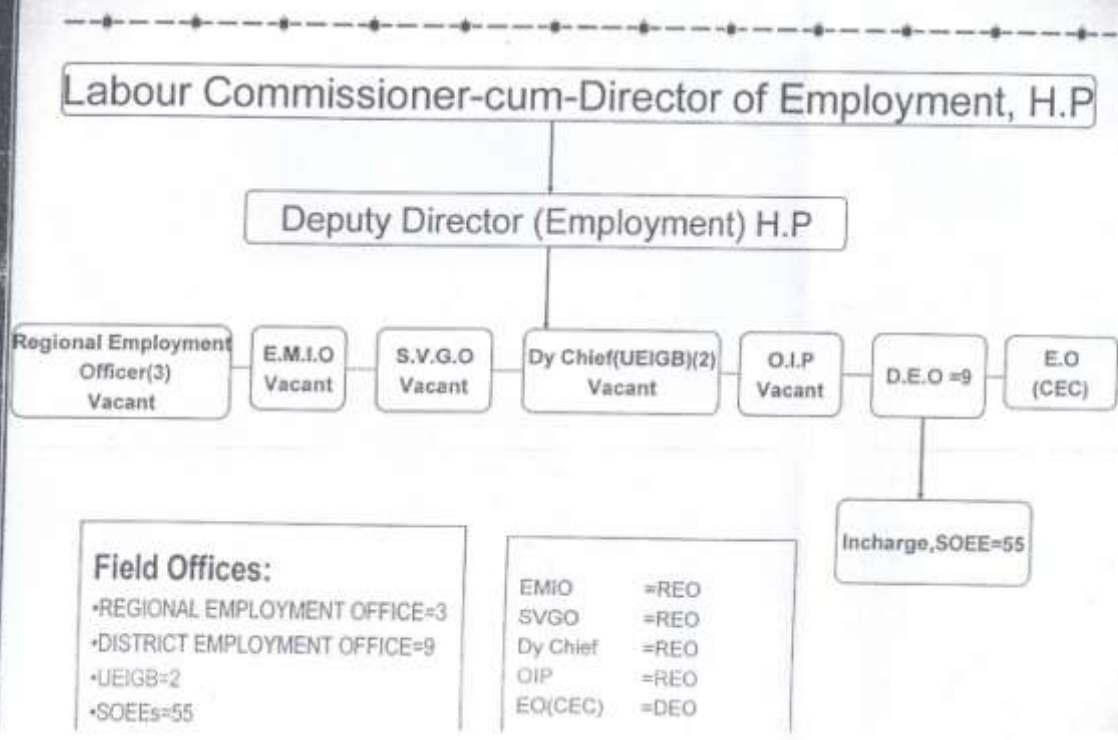 Labour Commissioner-cum-Director of Employment, H.P
Deputy Director (Employment) H.P
Regional Employment
Officer(3)
Vacant
E.M.I.O
Vacant
S.V.G.O
Vacant
Dy Chief(UEIGB)(2)
Vacant
O.I.P
Vacant
D.E.O =9
E.O
(CEC)
Incharge,SOEE=55
Field Offices:
•REGIONAL EMPLOYMENT OFFICE=3
•DISTRICT EMPLOYMENT OFFICE=9
•UEIGB=2
•SOEEs=55
EMIO =REO
SVGO =REO
Dy Chief =REO
OIP =REO
EO(CEC) =DEO